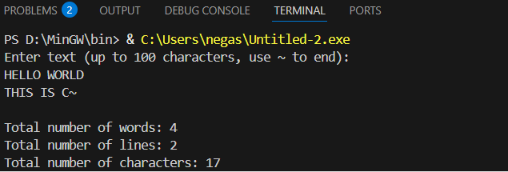 PROBLEMS 2 OUTPUT DEBUG CONSOLE TERMINAL PORTS
PS D:\MinGW\bin> & C:\Users\negas\Untitled-2.exe
Enter text (up to 100 characters, use ~ to end):
HELLO WORLD
THIS IS C~
Total number of words: 4
Total number of lines: 2
Total number of characters: 17